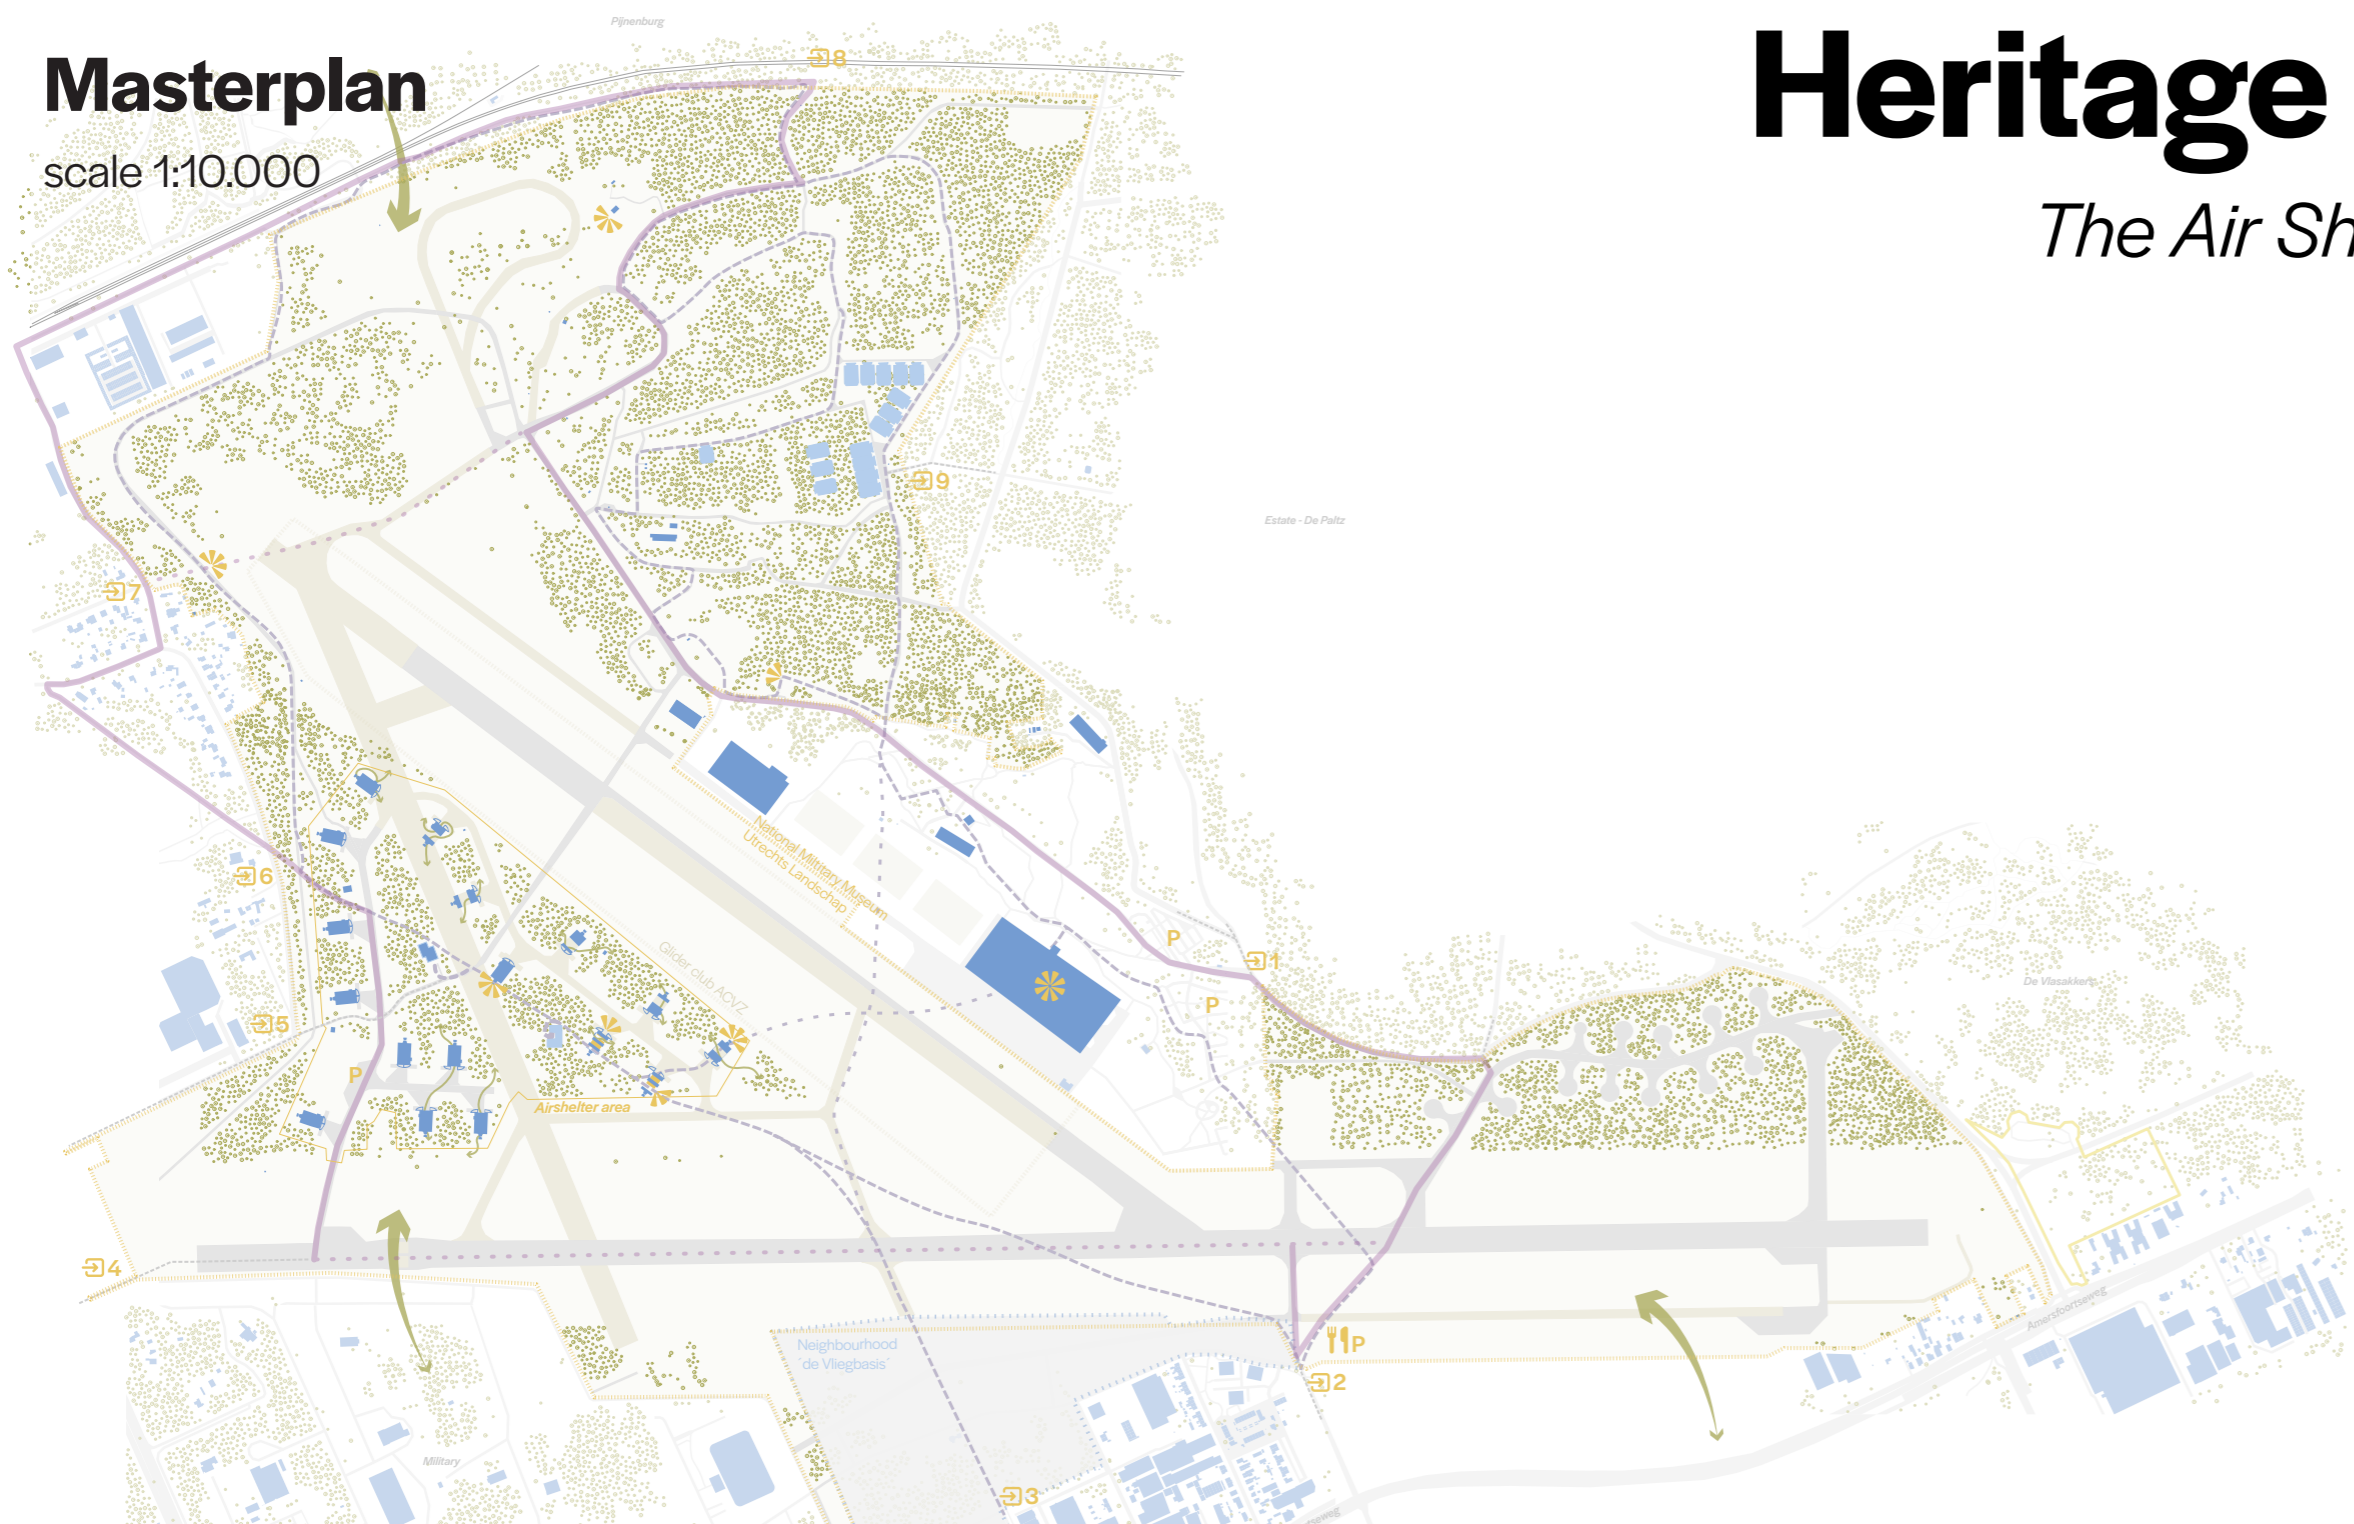 Pijnenburg
8
Masterplan
scale 1:10.000
Heritage
The Air Sh
9
Estate - De Paltz
7
National Military Museum
Utrechts Landschap
6
Glider club ACVZ
P
1
De Vlasakkers
P
5
P
Airshelter area
4
Amersfoortseweg
Neighbourhood
´de Vliegbasis´
P
2
Military
3